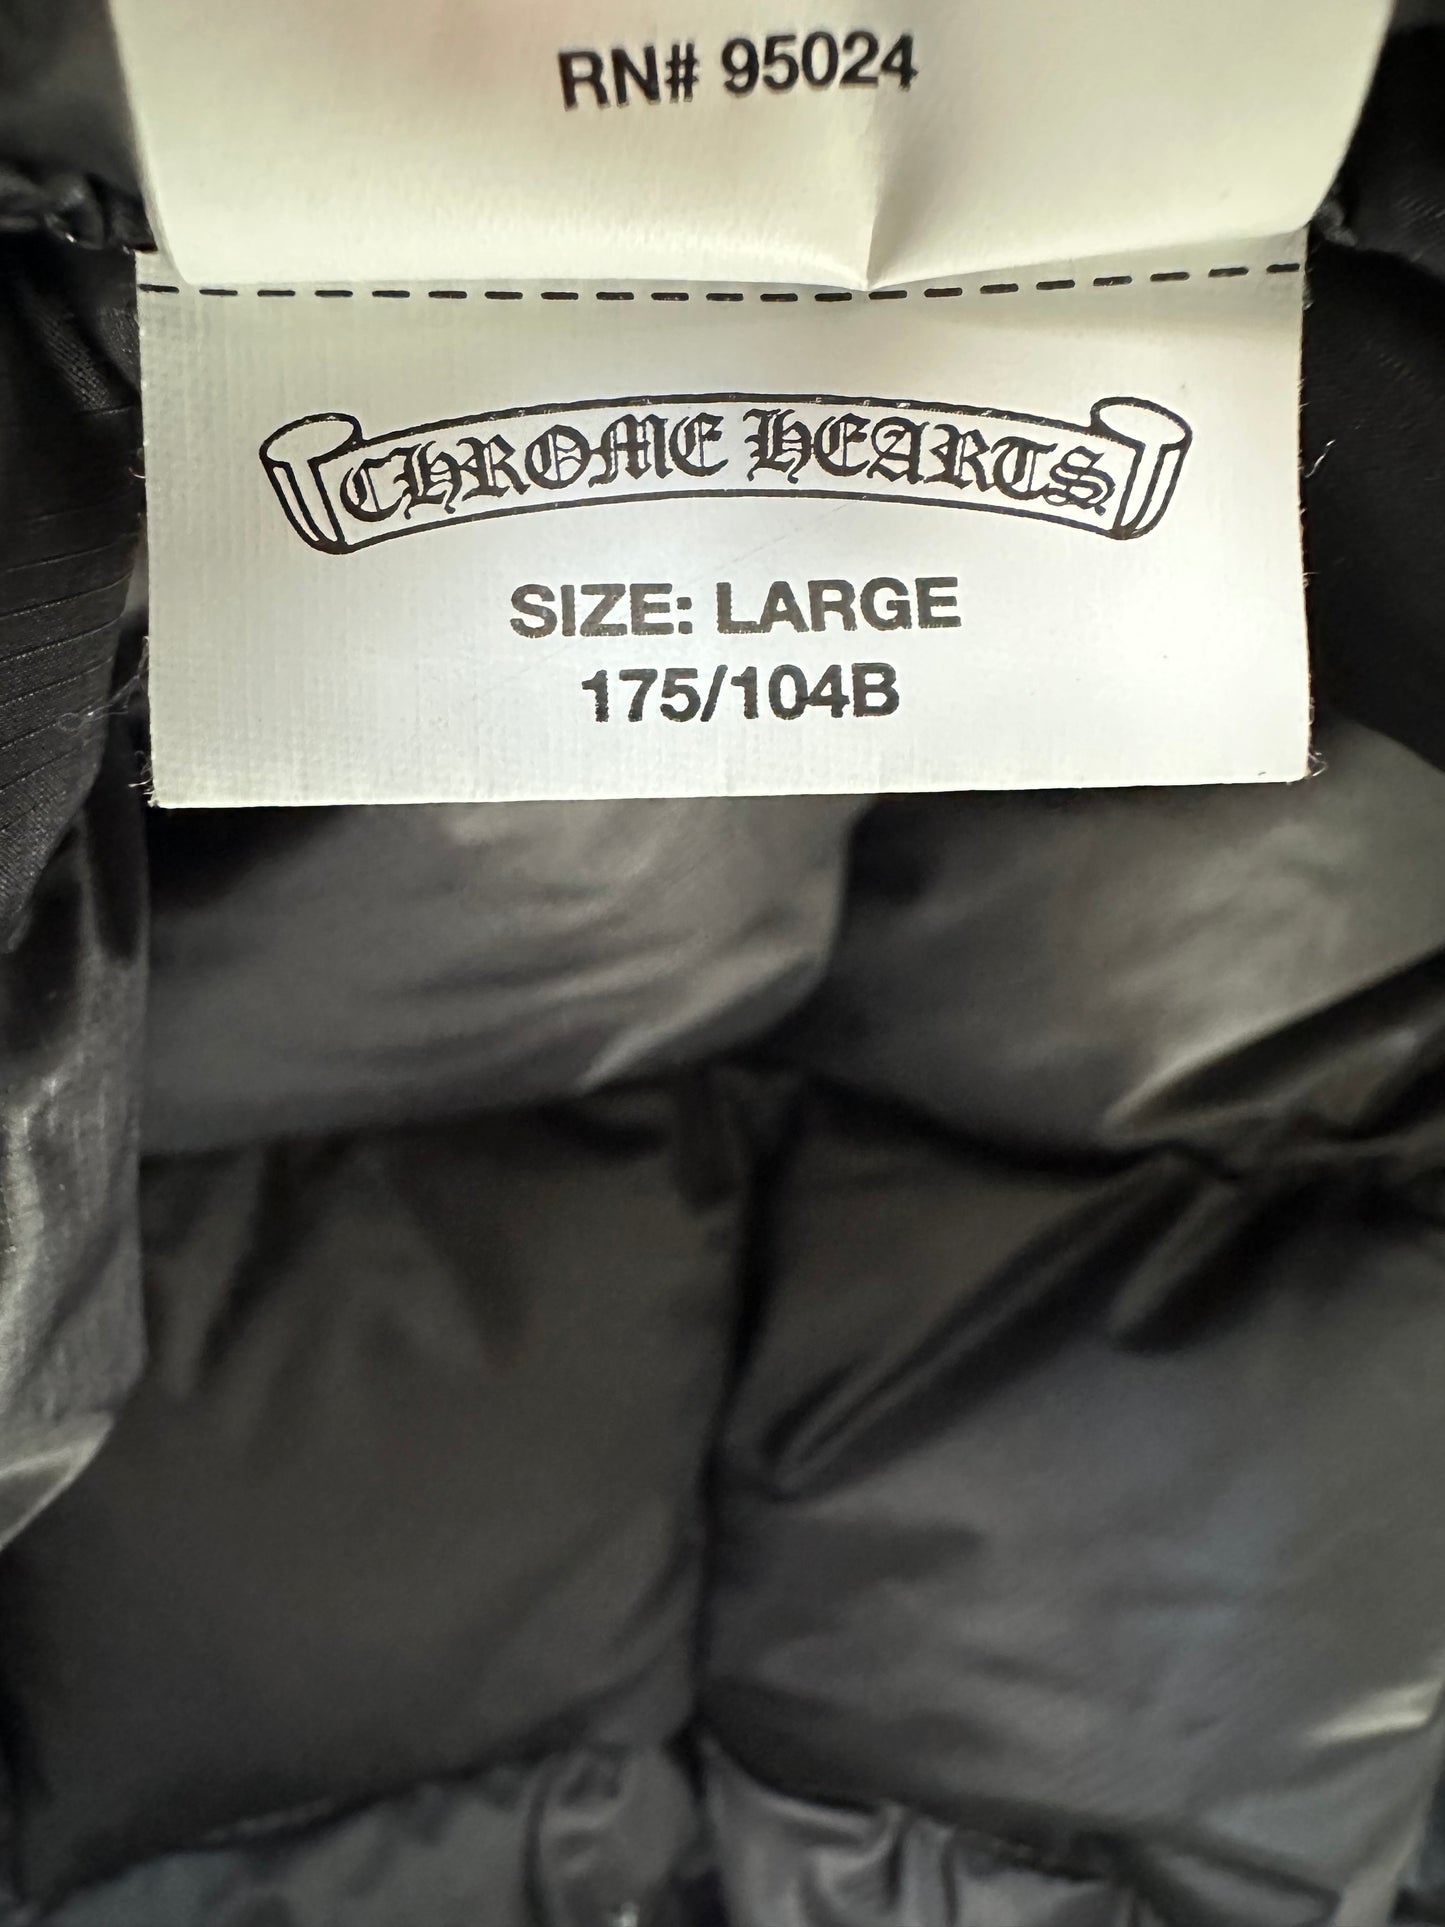 RN# 95024
CHROME HEARTS
SIZE: LARGE
175/104B